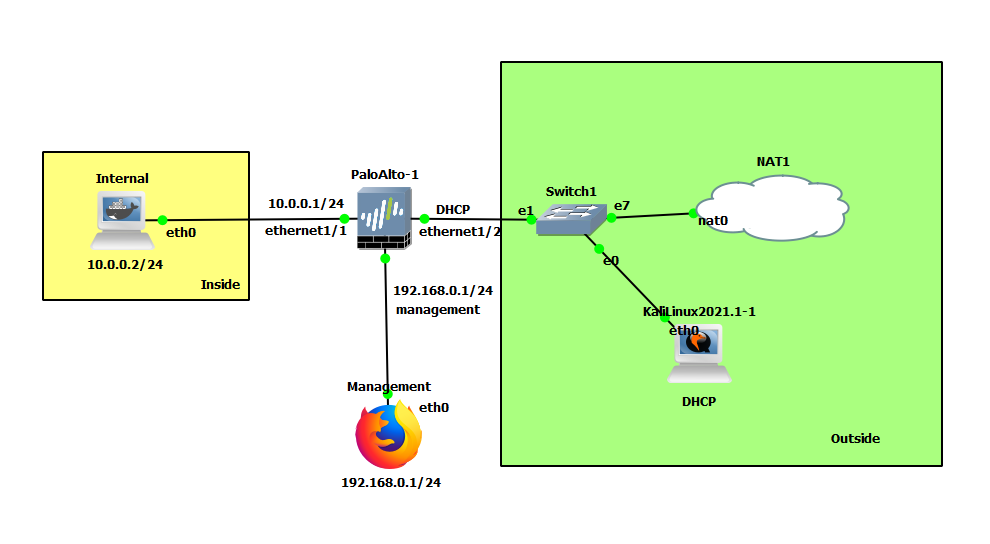 NAT1
PaloAlto-1
Internal
Switch1
10.0.0.1/24
DHCP
e1
e7
nat0
eth0
ethernet1/1
ethernet1/2
10.0.0.2/24
e0
Inside
192.168.0.1/24
management
KaliLinux2021.1-1
eth0
Management
eth0
DHCP
Outside
192.168.0.1/24